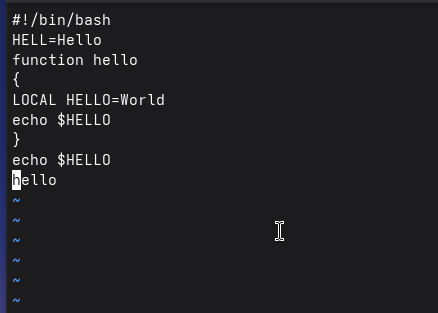 #!/bin/bash
HELL=Hello
function hello
{
LOCAL HELLO=World
echo $HELLO
}
echo $HELLO
hello
~
~
~
~
~
~